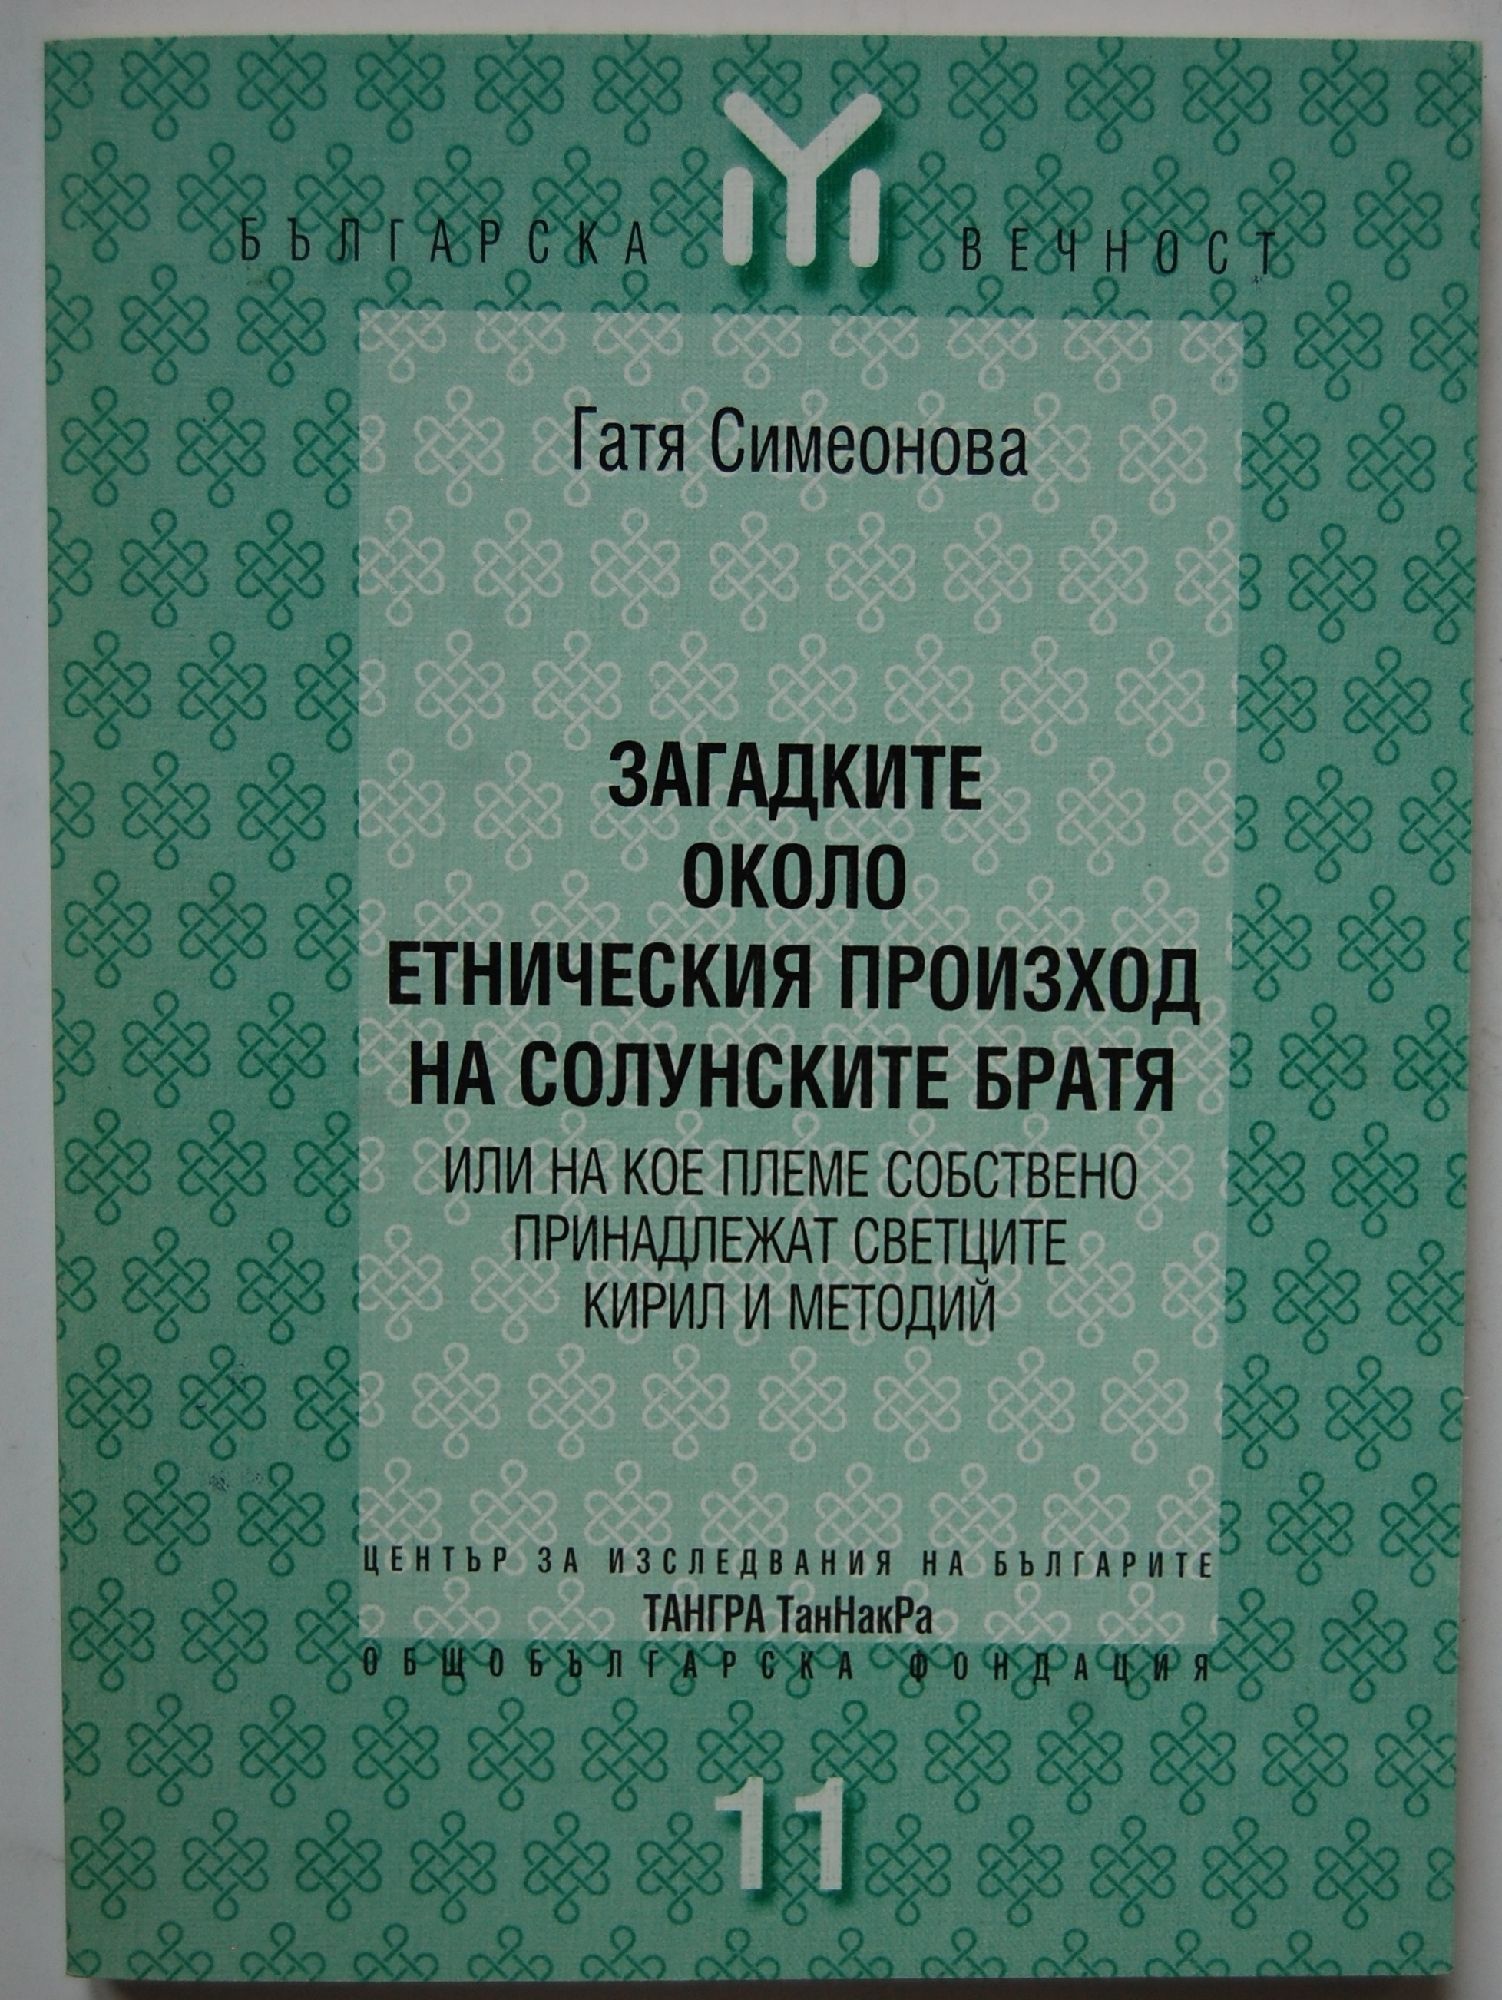 БЪЛГАРСКА ВЕЧНОСТ
Гатя Симеонова
ЗАГАДКИТЕ
ОКОЛО
ЕТНИЧЕСКИЯ ПРОИЗХОД
НА СОЛУНСКИТЕ БРАТЯ
ИЛИ НА КОЕ ПЛЕМЕ СОБСТВЕНО
ПРИНАДЛЕЖАТ СВЕТЦИТЕ
КИРИЛ И МЕТОДИЙ
ЦЕНТЪР ЗА ИЗСЛЕДВАНИЯ НА БЪЛГАРИТЕ
ТАНГРА ТанНакРа
ОБЩОБЪЛГАРСКА ФОНДАЦИЯ
11